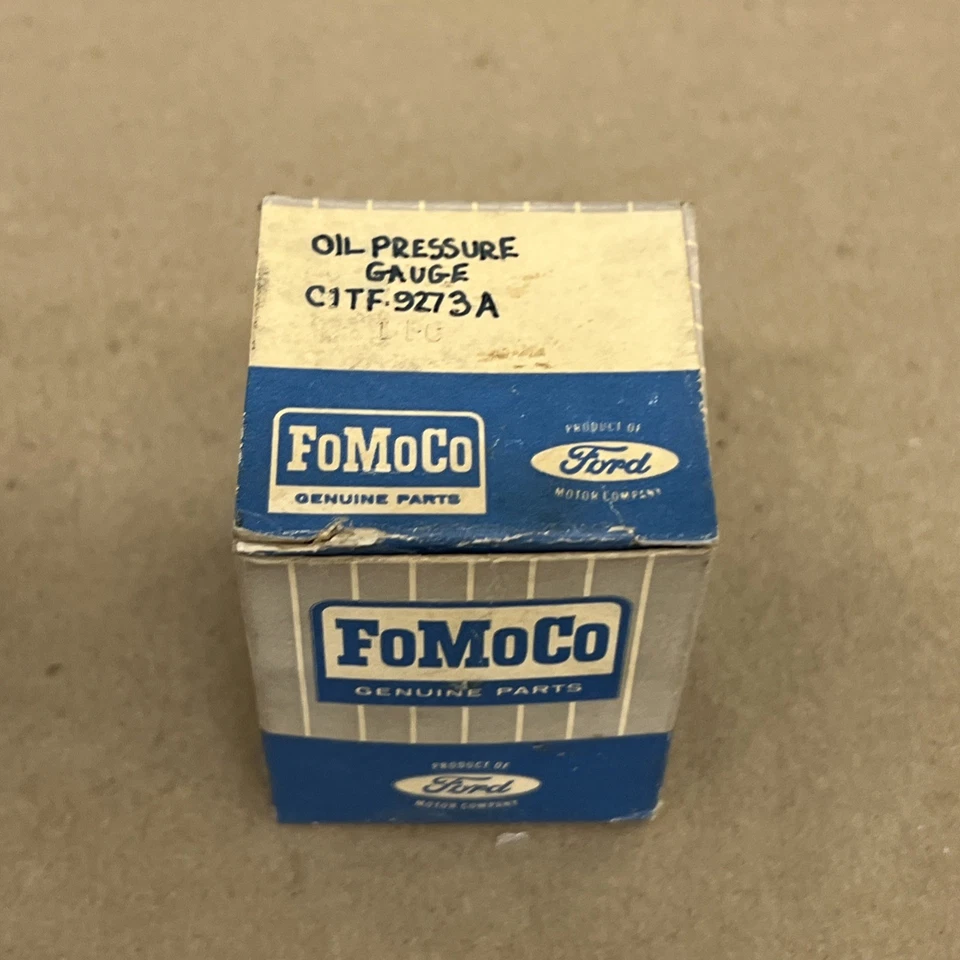 OIL PRESSURE
GAUGE
C1TF-9273A
FoMoCo
GENUINE PARTS
PRODUCT OF
Ford
MOTOR COMPANY
FoMoCo
GENUINE PARTS
PRODUCT OF
Ford
MOTOR COMPANY